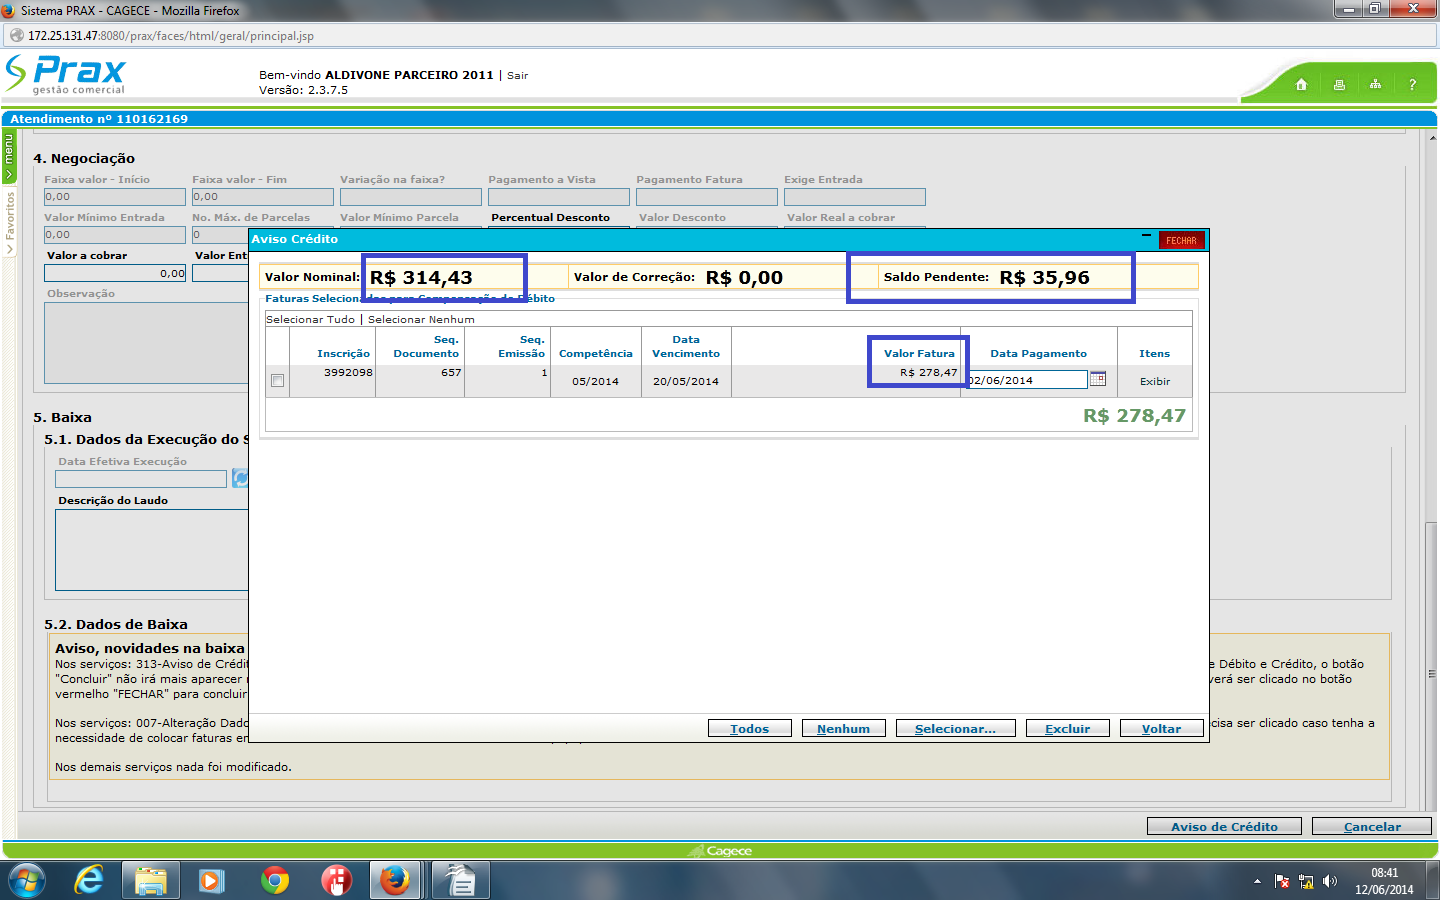 Sistema PRAX - CAGECE - Mozilla Firefox
172.25.131.47:8080/prax/faces/html/geral/principal.jsp
Prax
gestão comercial
Bem-vindo ALDIVONE PARCEIRO 2011 | Sair
Versão: 2.3.7.5
?
Atendimento nº 110162169
menu
Favoritos
4. Negociação
Faixa valor - Início Faixa valor - Fim Variação na faixa? Pagamento a Vista Pagamento Fatura Exige Entrada
0,00 0,00
Valor Mínimo Entrada No. Máx. de Parcelas Valor Mínimo Parcela Percentual Desconto Valor Desconto Valor Real a cobrar
0,00 0
Valor a cobrar Valor Ent
0,00
Observação
Aviso Crédito FECHAR
Valor Nominal: R$ 314,43 Valor de Correção: R$ 0,00 Saldo Pendente: R$ 35,96
Faturas Selecionadas para Compensação do Débito
Selecionar Tudo | Selecionar Nenhum
Inscrição Seq. Documento Seq. Emissão Competência Data Vencimento Valor Fatura Data Pagamento Itens
3992098 657 1 05/2014 20/05/2014 R$ 278,47 02/06/2014 Exibir
R$ 278,47
Todos Nenhum Selecionar... Excluir Voltar
5. Baixa
5.1. Dados da Execução do S
Data Efetiva Execução
Descrição do Laudo
5.2. Dados de Baixa
Aviso, novidades na baixa
Nos serviços: 313-Aviso de Crédit e Débito e Crédito, o botão
"Concluir" não irá mais aparecer verá ser clicado no botão
vermelho "FECHAR" para concluir
Nos serviços: 007-Alteração Dado cisa ser clicado caso tenha a
necessidade de colocar faturas en
Nos demais serviços nada foi modificado.
Aviso de Crédito Cancelar
Cagece
08:41
12/06/2014